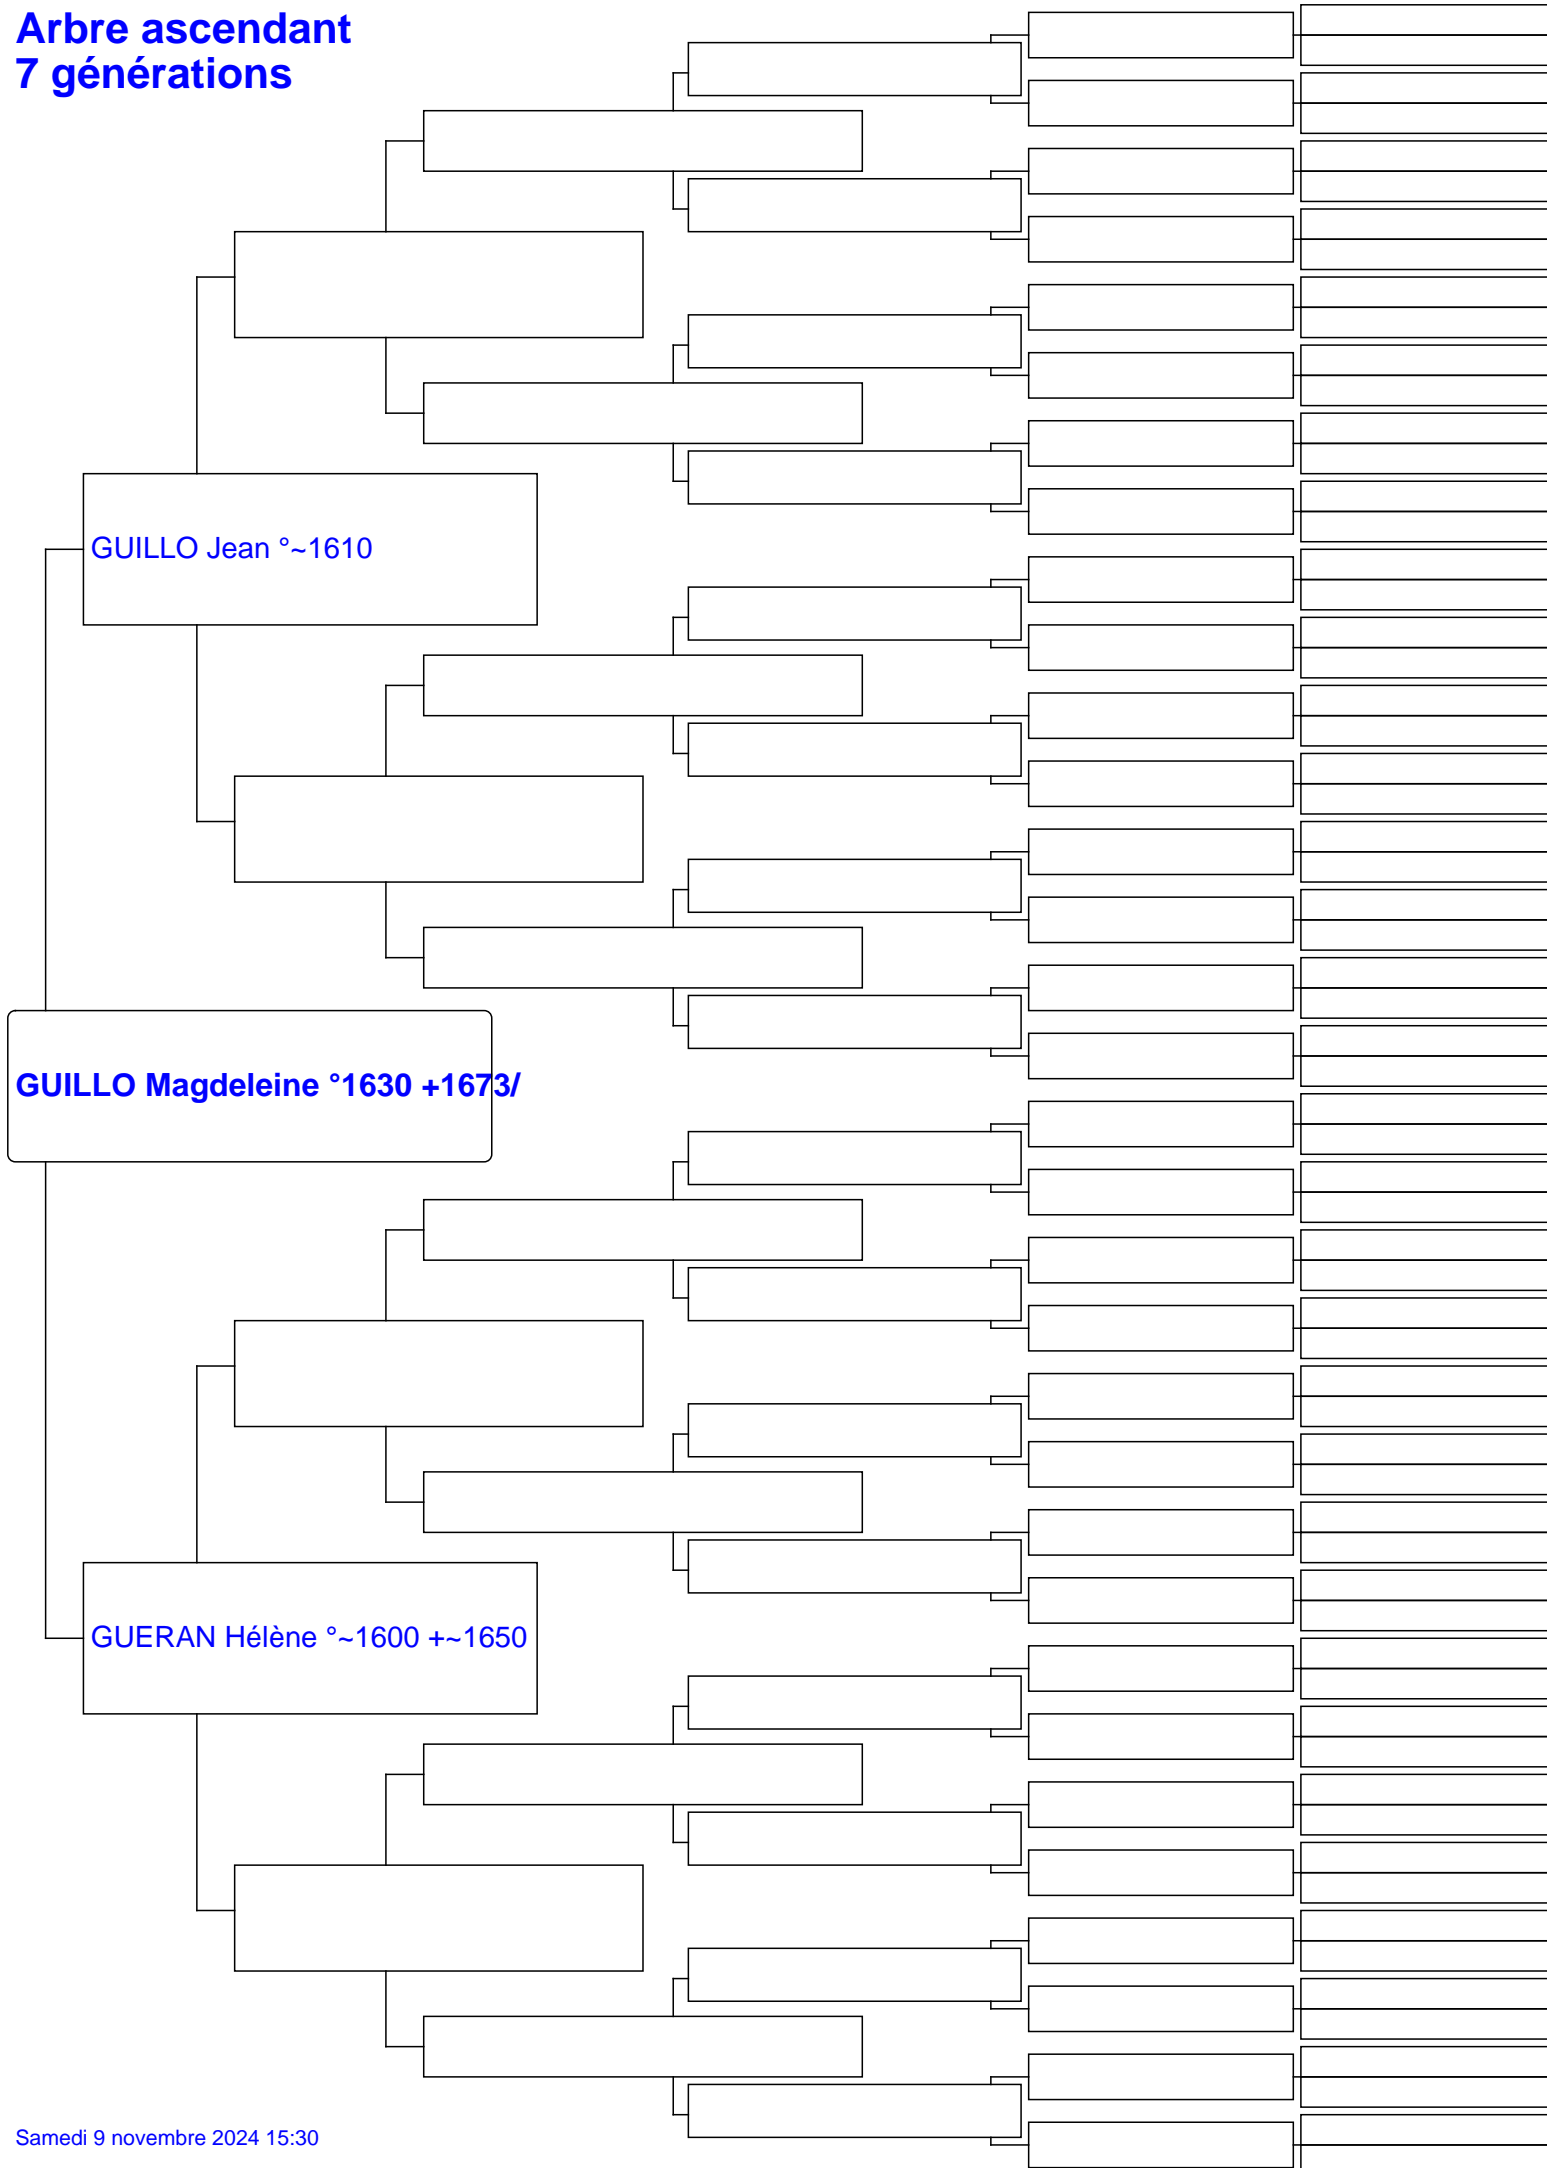 Arbre ascendant
7 générations
GUILLO Jean °~1610
GUILLO Magdeleine °1630 +1673/
GUERAN Hélène °~1600 +~1650
Samedi 9 novembre 2024 15:30